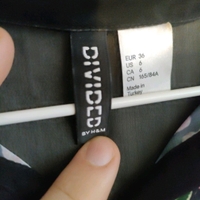 DIVIDED
BY H&M
EUR 36
US 6
CA 6
CN 165/84A
Made in
Turkey